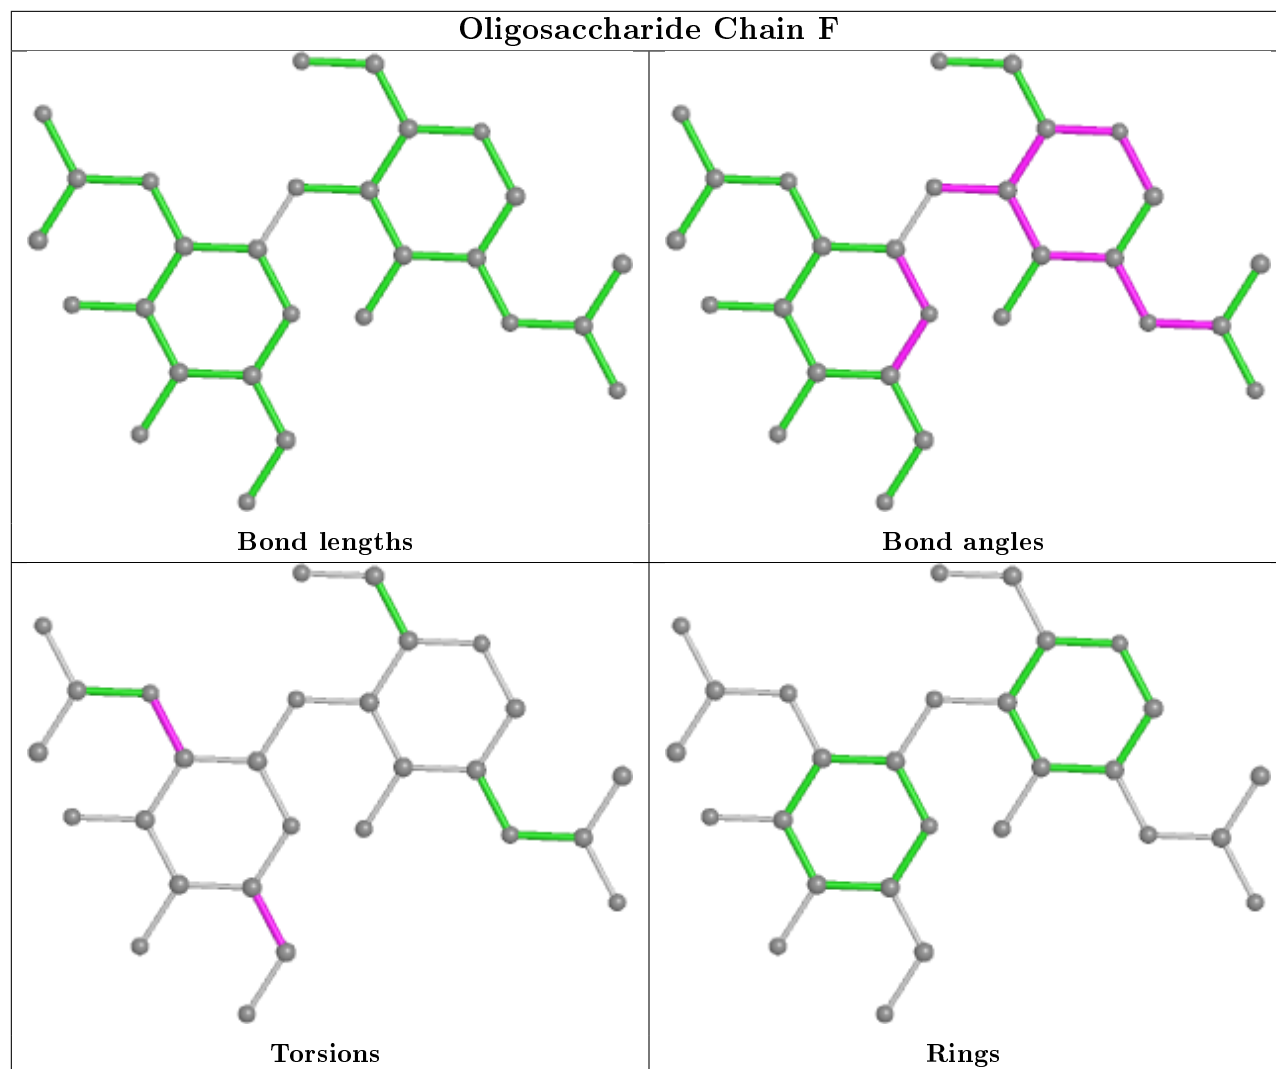 Oligosaccharide Chain F
Bond lengths
Bond angles
Torsions
Rings